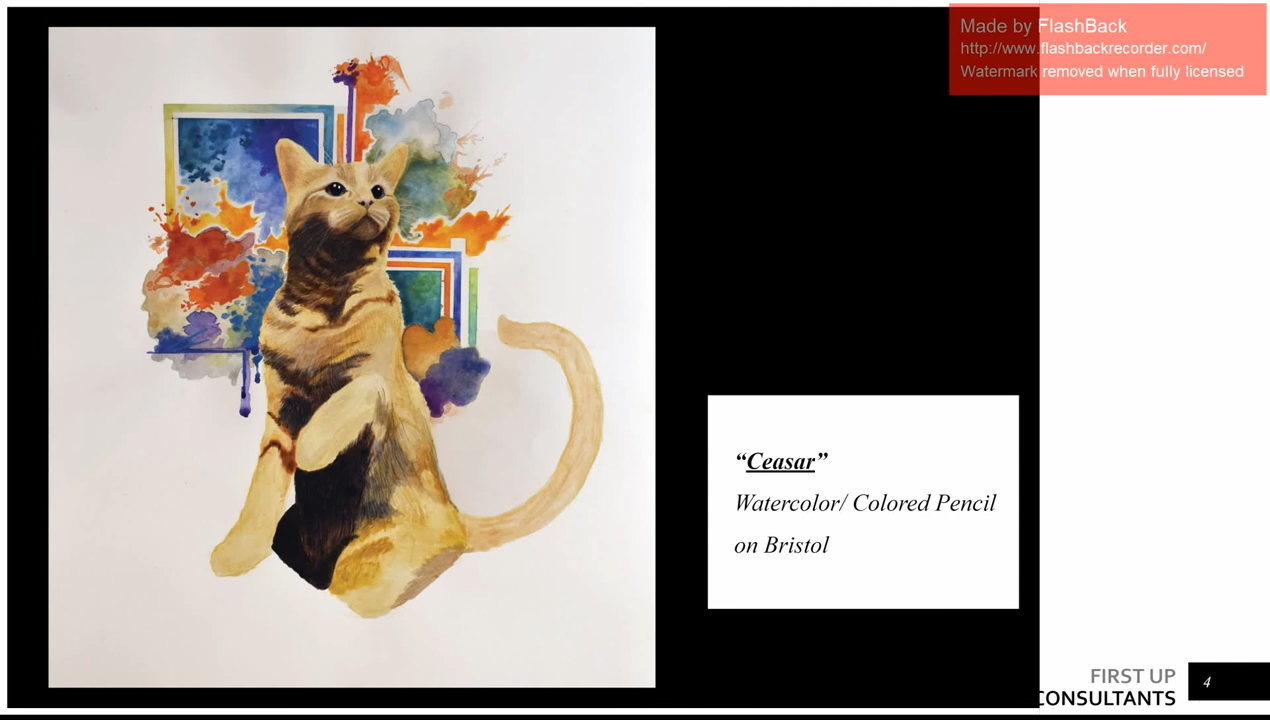 Made by FlashBack
http://www.flashbackrecorder.com/
Watermark removed when fully licensed
“Ceasar”
Watercolor/ Colored Pencil
on Bristol
FIRST UP
CONSULTANTS
4